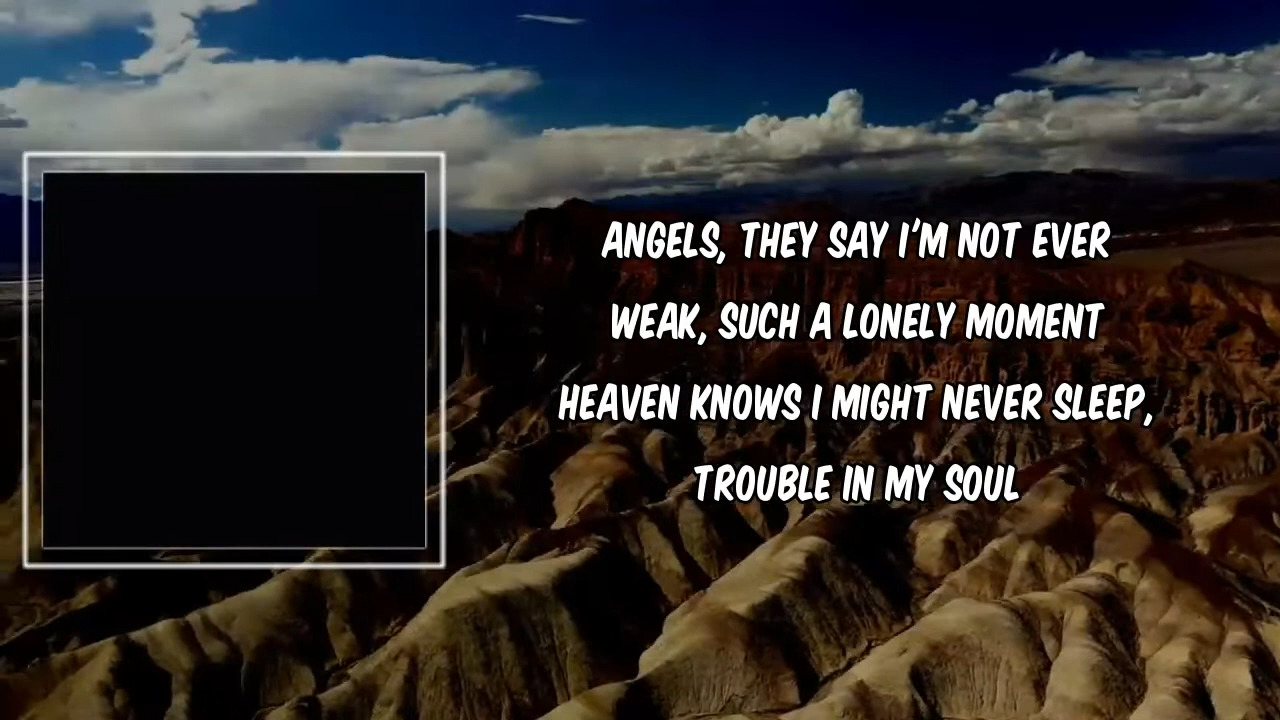 ANGELS, THEY SAY I'M NOT EVER
WEAK, SUCH A LONELY MOMENT
HEAVEN KNOWS I MIGHT NEVER SLEEP,
TROUBLE IN MY SOUL